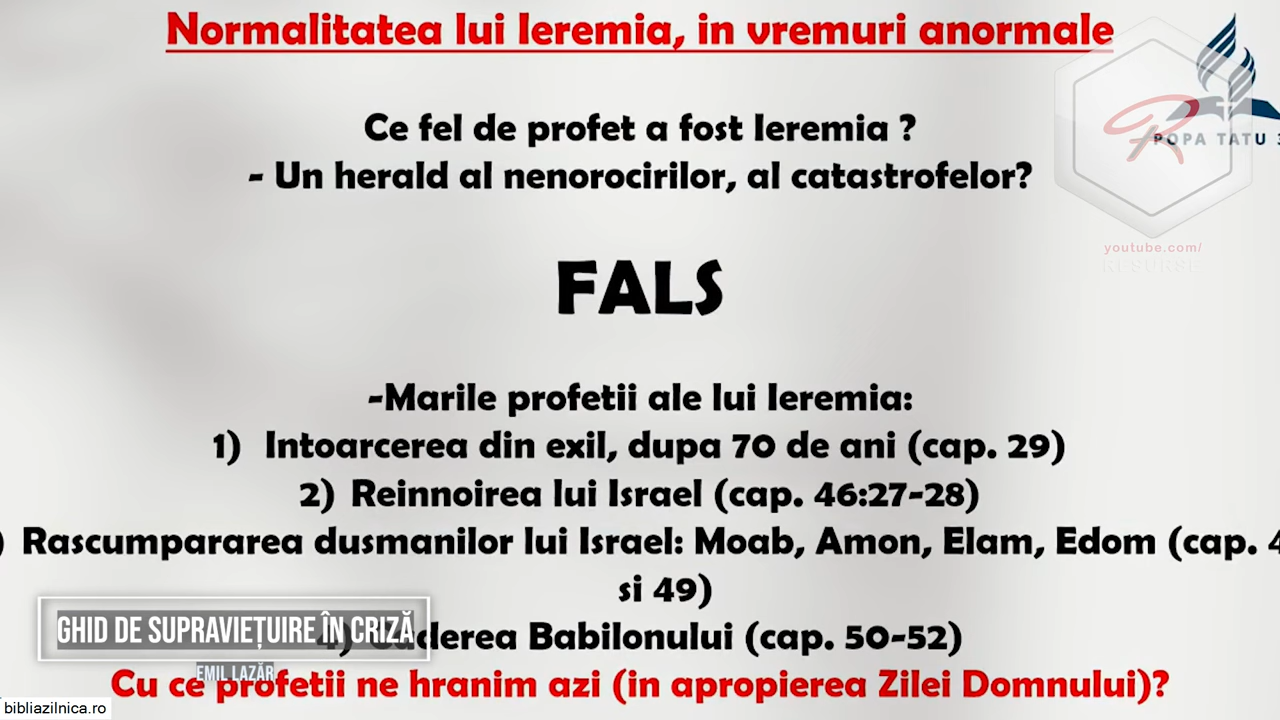 Normalitatea lui Ieremia, in vremuri anormale
Ce fel de profet a fost Ieremia ?
- Un herald al nenorocirilor, al catastrofelor?
POPA TATU
youtube.com/
RESURSE
FALS
-Marile profetii ale lui Ieremia:
1) Intoarcerea din exil, dupa 70 de ani (cap. 29)
2) Reinnoirea lui Israel (cap. 46:27-28)
) Rascumpararea dusmanilor lui Israel: Moab, Amon, Elam, Edom (cap. 4
si 49)
4) Caderea Babilonului (cap. 50-52)
GHID DE SUPRAVIEȚUIRE ÎN CRIZĂ
EMIL LAZĂR
Cu ce profetii ne hranim azi (in apropierea Zilei Domnului)?
bibliazilnica.ro